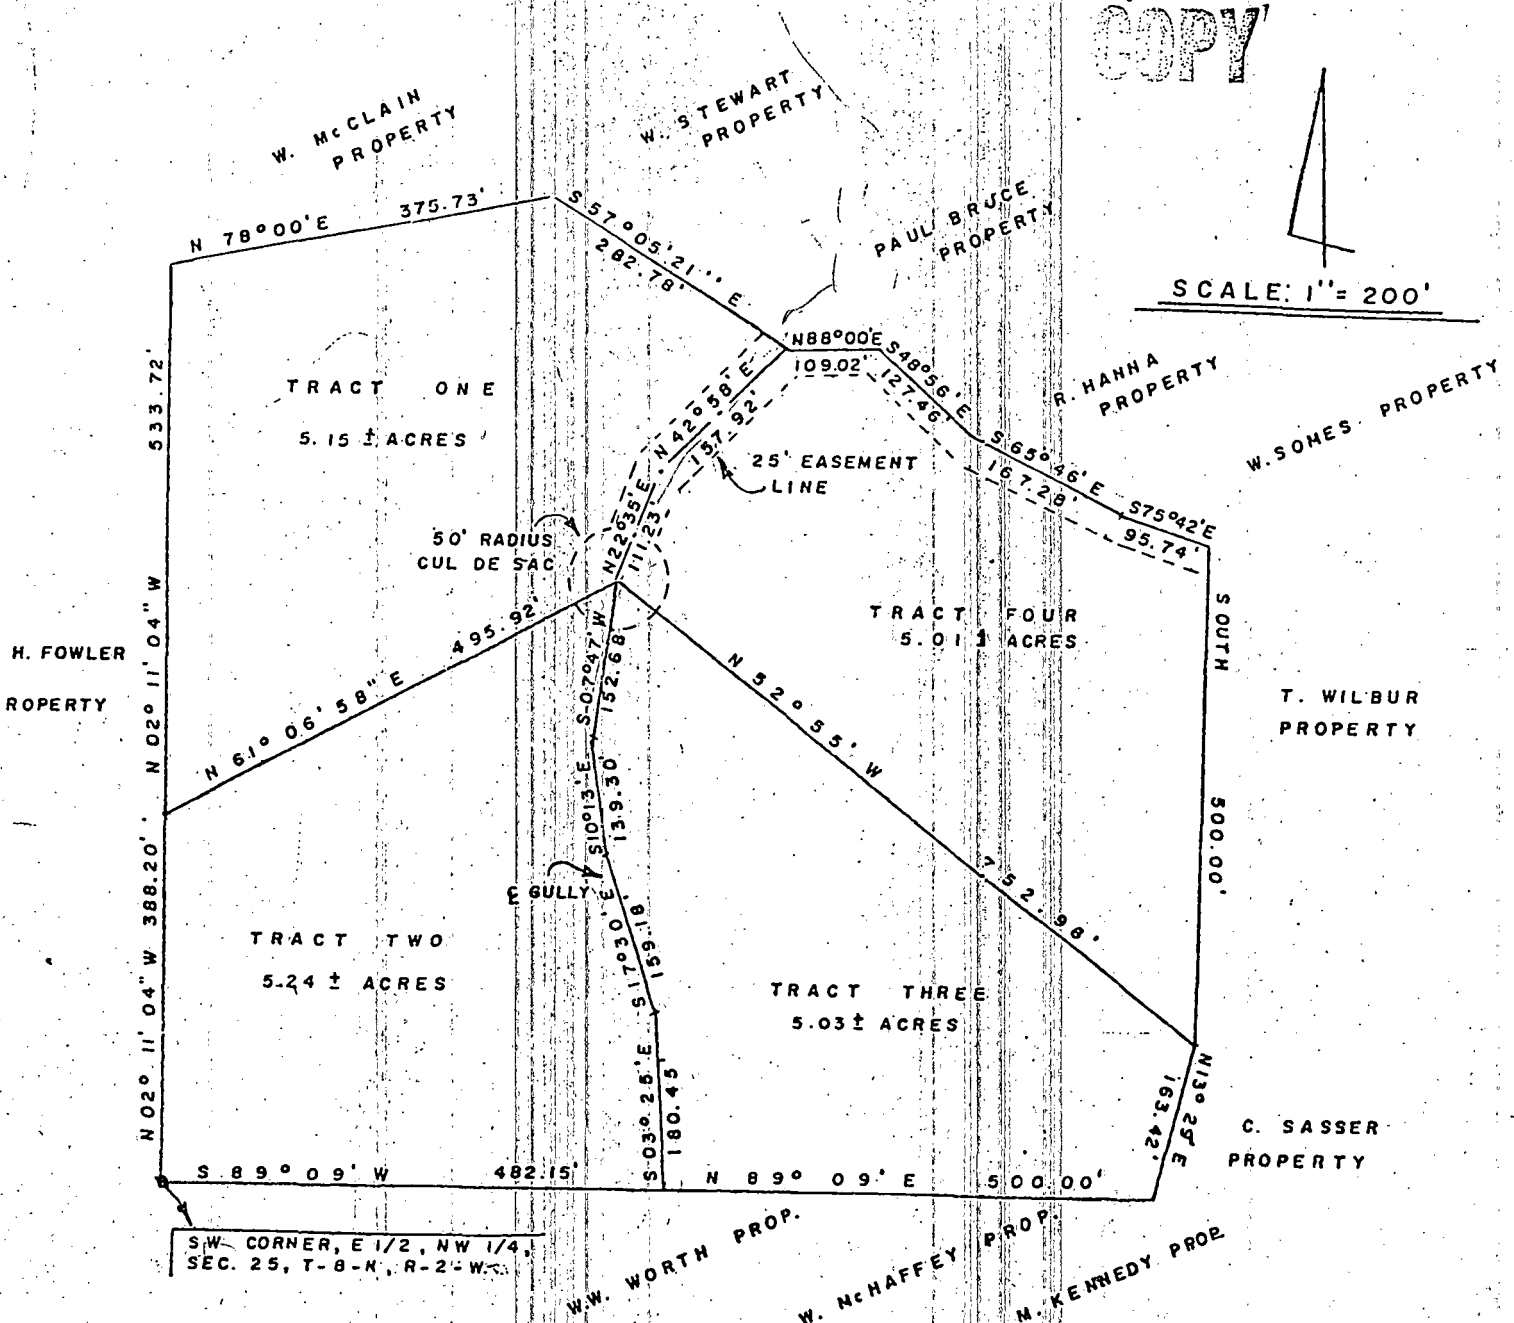 COPY
W. McCLAIN
PROPERTY
W. STEWART
PROPERTY
PAUL BRUCE
PROPERTY
SCALE: 1"= 200'
N 78°00'E 375.73'
S 57°05'21" E
282.78'
N88°00'E
109.02'
S48°56'E
127.46'
R. HANNA
PROPERTY
W. SOMES PROPERTY
S 65°46'E
167.28'
S75°42'E
95.74'
533.72'
N 02° 11' 04" W
TRACT ONE
5.15 ± ACRES
N 42°58'E
157.92'
25' EASEMENT
LINE
N22°35'E
111.23'
50' RADIUS
CUL DE SAC
H. FOWLER
ROPERTY
N 61° 06' 58" E 495.92'
S 07°47' W
152.68'
TRACT FOUR
5.01 ± ACRES
SOUTH 500.00'
T. WILBUR
PROPERTY
N 52°55' W 752.98'
S10°13'E
139.30'
℄ GULLY
S 17°30' E
159.18'
N 02° 11' 04" W 388.20'
TRACT TWO
5.24 ± ACRES
TRACT THREE
5.03 ± ACRES
S 03° 25' E
180.45'
N13° 29' E
163.42'
C. SASSER
PROPERTY
S 89° 09' W 482.15'
N 89° 09' E 500.00'
SW CORNER, E 1/2, NW 1/4,
SEC. 25, T-8-N, R-2-W
W.W. WORTH PROP.
W. McHAFFEY PROP.
M. KENNEDY PROP.